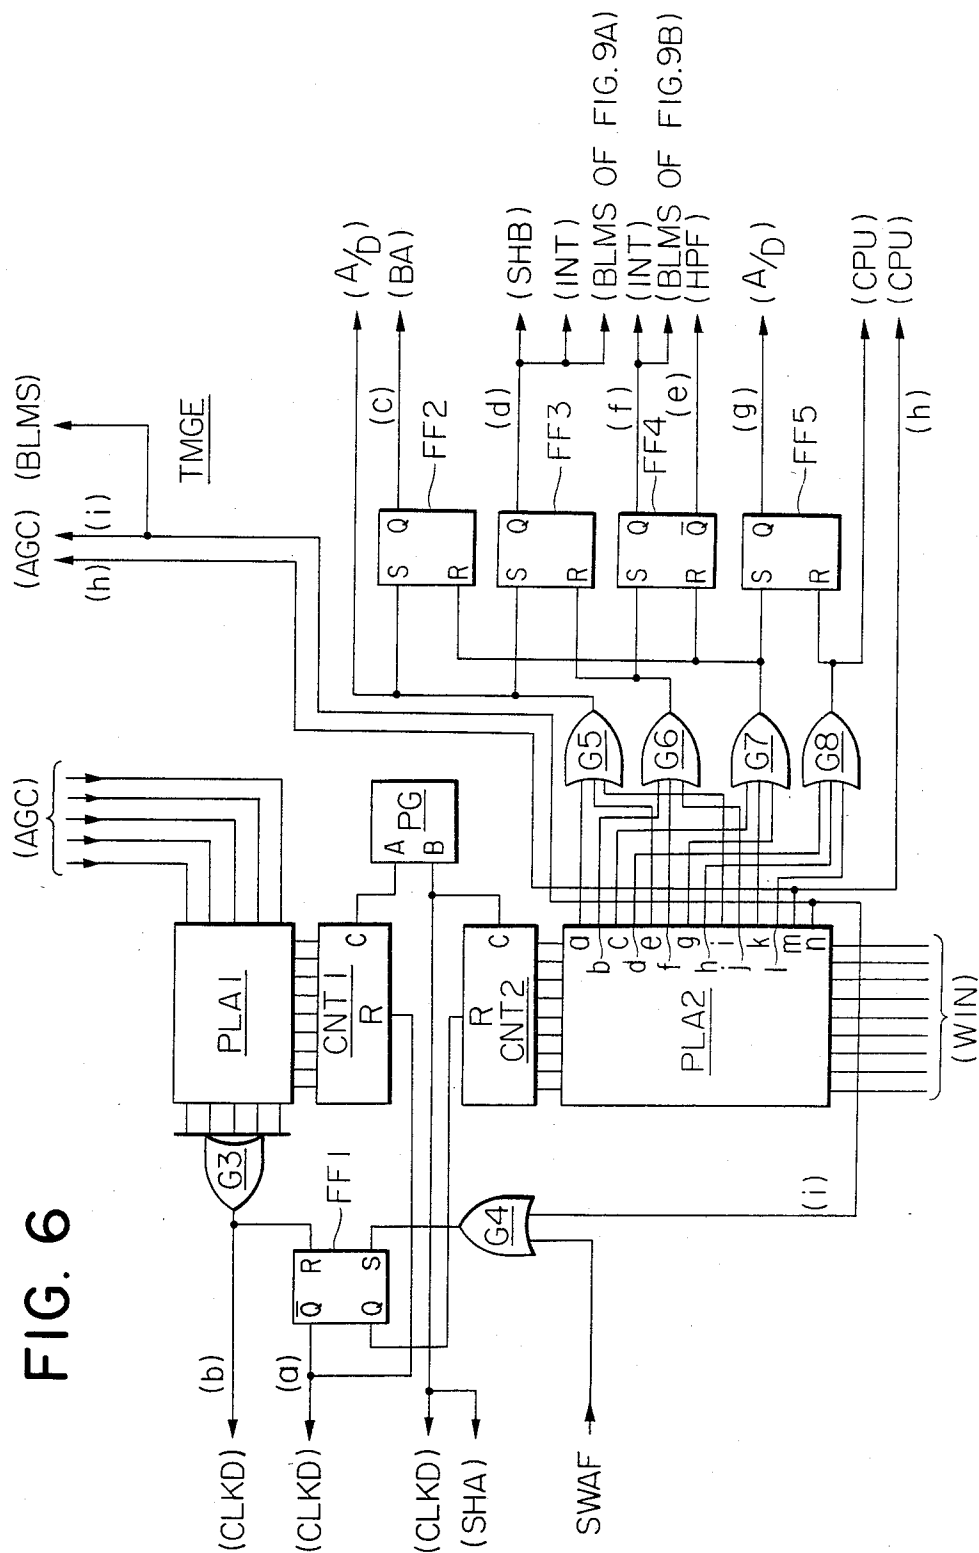 FIG. 6
(AGC)
(AGC)
(BLMS)
(h)
(i)
TMGE
(CLKD)
(b)
G3
PLA1
(CLKD)
(a)
Q̅
R
Q
S
FF1
CNT1
R
C
A
B
PG
(CLKD)
(SHA)
SWAF
G4
(i)
R
C
CNT2
PLA2
a
b
c
d
e
f
g
h
i
j
k
l
m
n
(WIN)
G5
G6
G7
G8
S
Q
R
FF2
(c)
(A/D)
(BA)
S
Q
R
FF3
(d)
(SHB)
(INT)
(BLMS OF FIG.9A)
S
Q
R
Q̅
FF4
(f)
(e)
(INT)
(BLMS OF FIG.9B)
(HPF)
S
Q
R
FF5
(g)
(A/D)
(h)
(CPU)
(CPU)